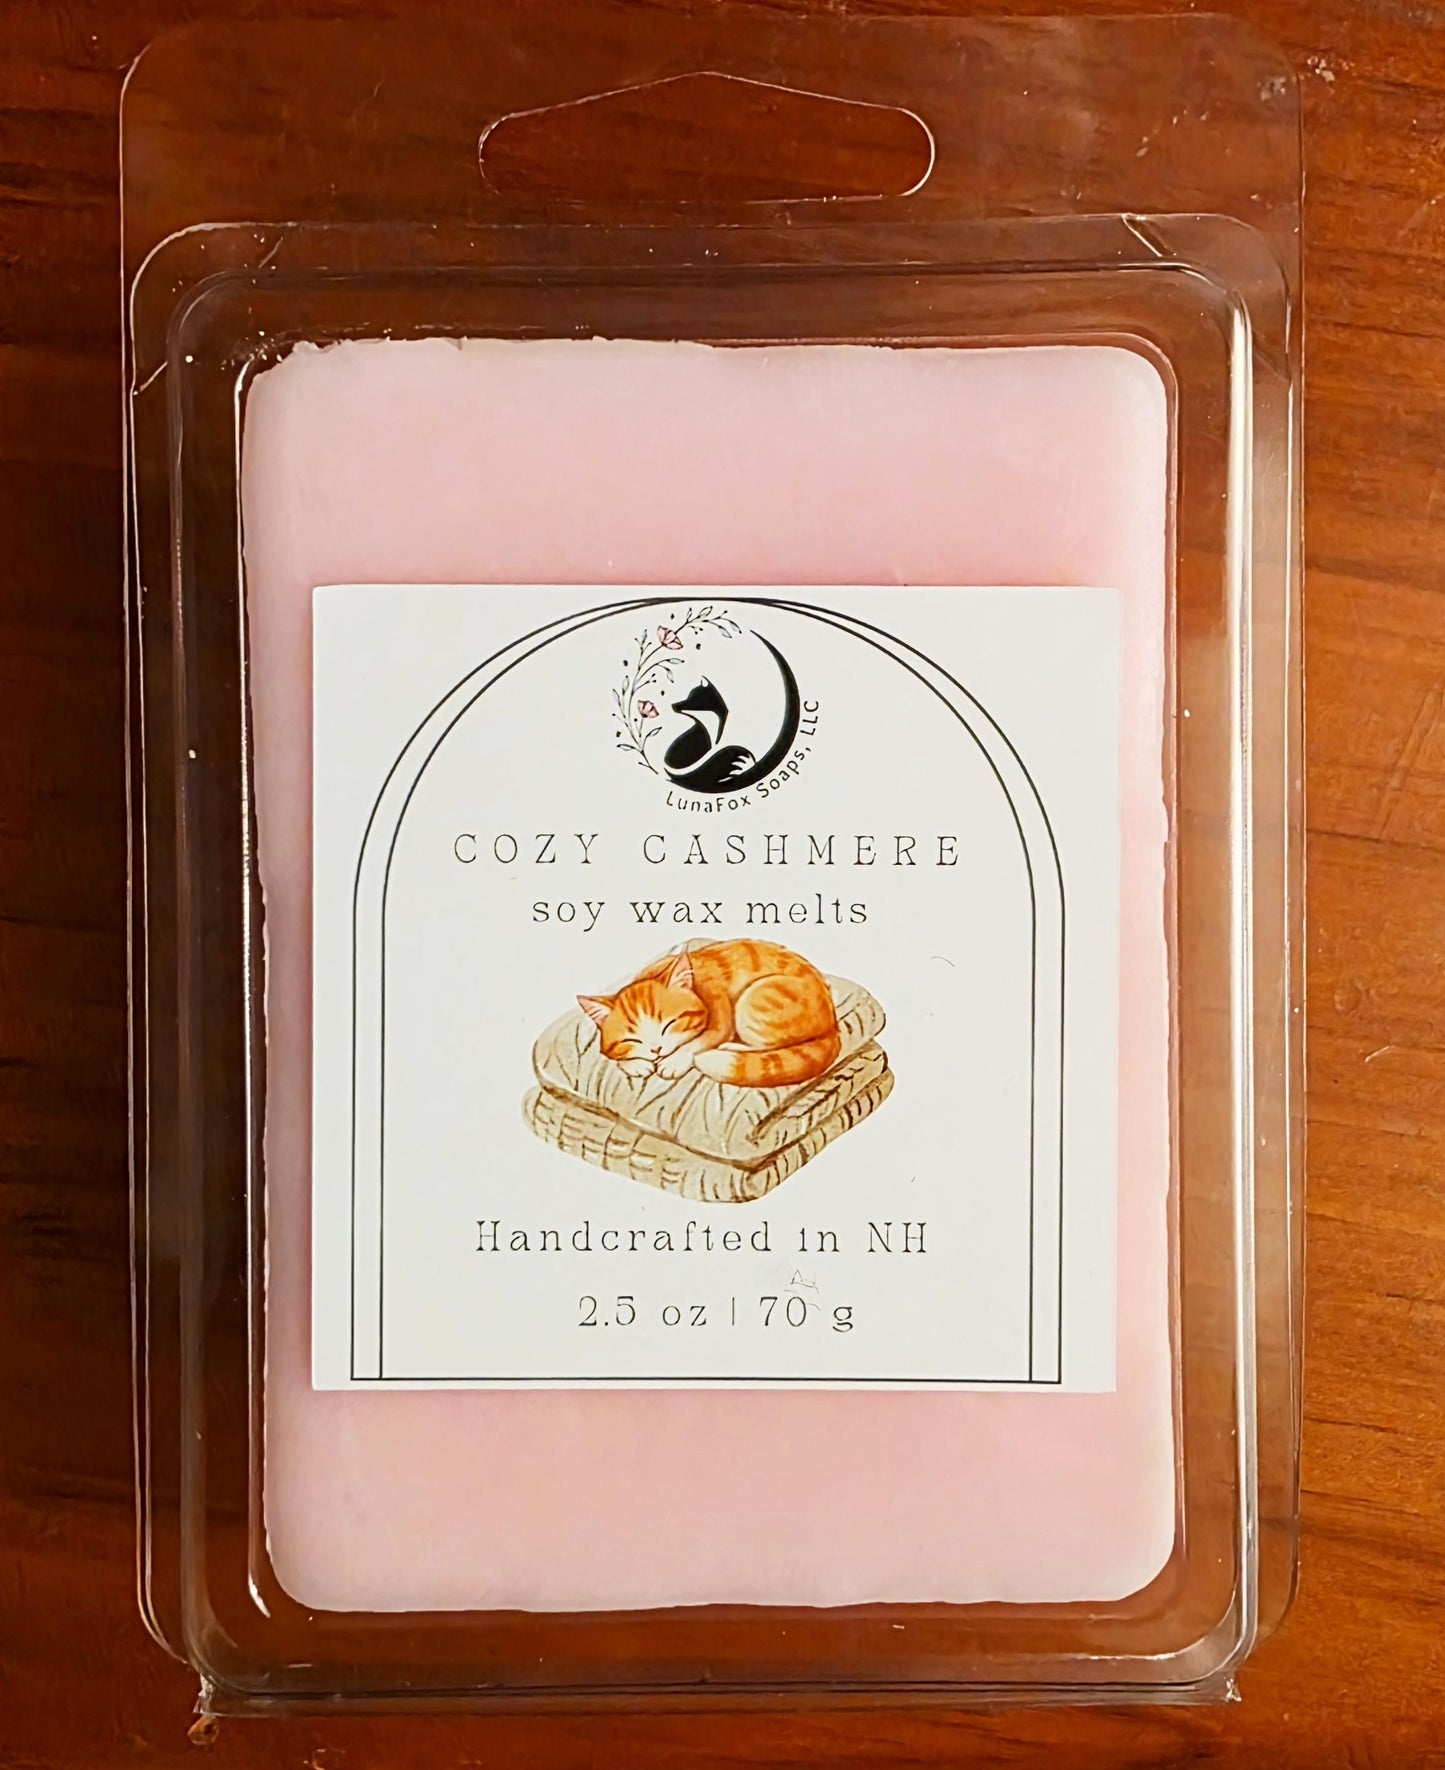 LunaFox Soaps, LLC
COZY CASHMERE
soy wax melts
Handcrafted in NH
2.5 oz | 70 g